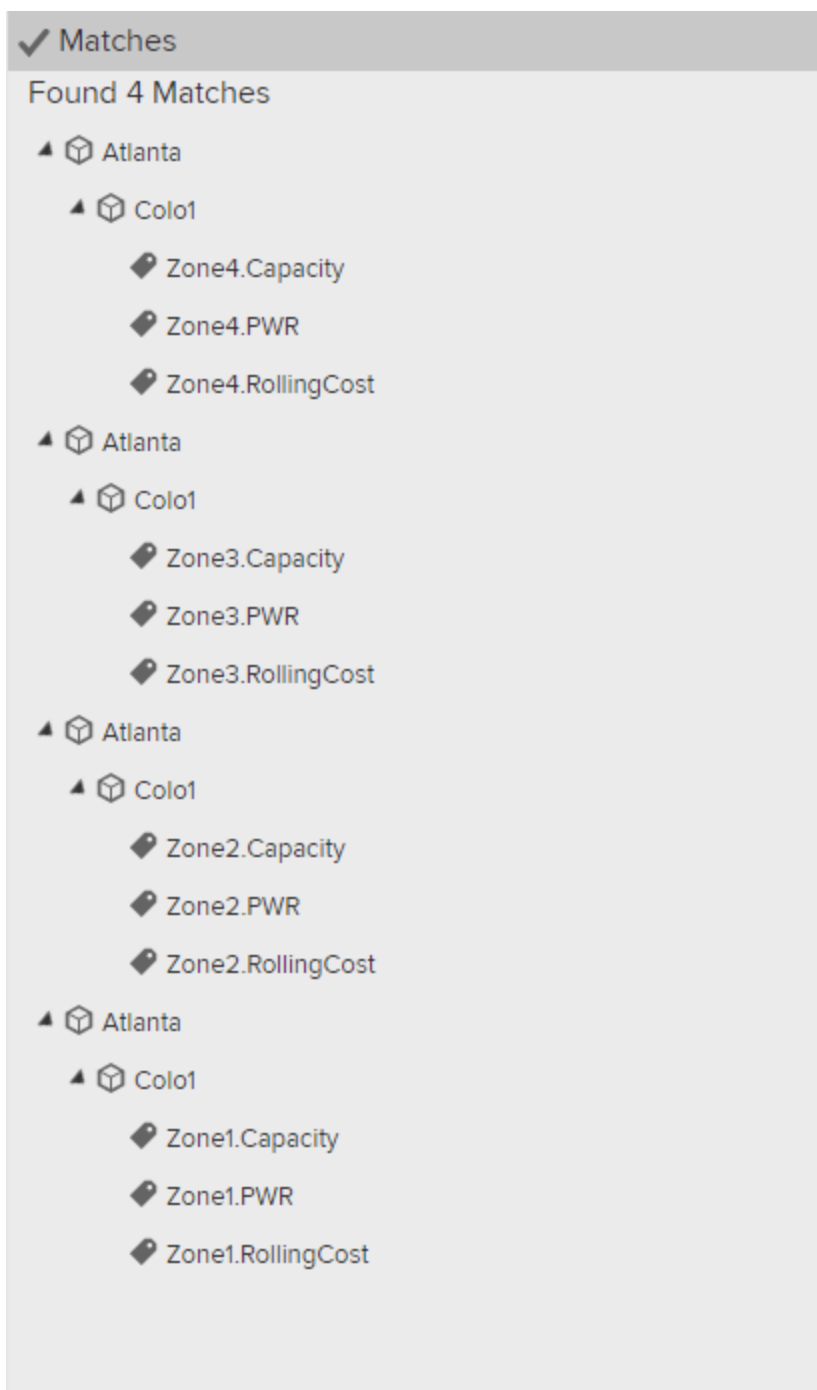 Matches
Found 4 Matches
Atlanta
Colo1
Zone4.Capacity
Zone4.PWR
Zone4.RollingCost
Atlanta
Colo1
Zone3.Capacity
Zone3.PWR
Zone3.RollingCost
Atlanta
Colo1
Zone2.Capacity
Zone2.PWR
Zone2.RollingCost
Atlanta
Colo1
Zone1.Capacity
Zone1.PWR
Zone1.RollingCost